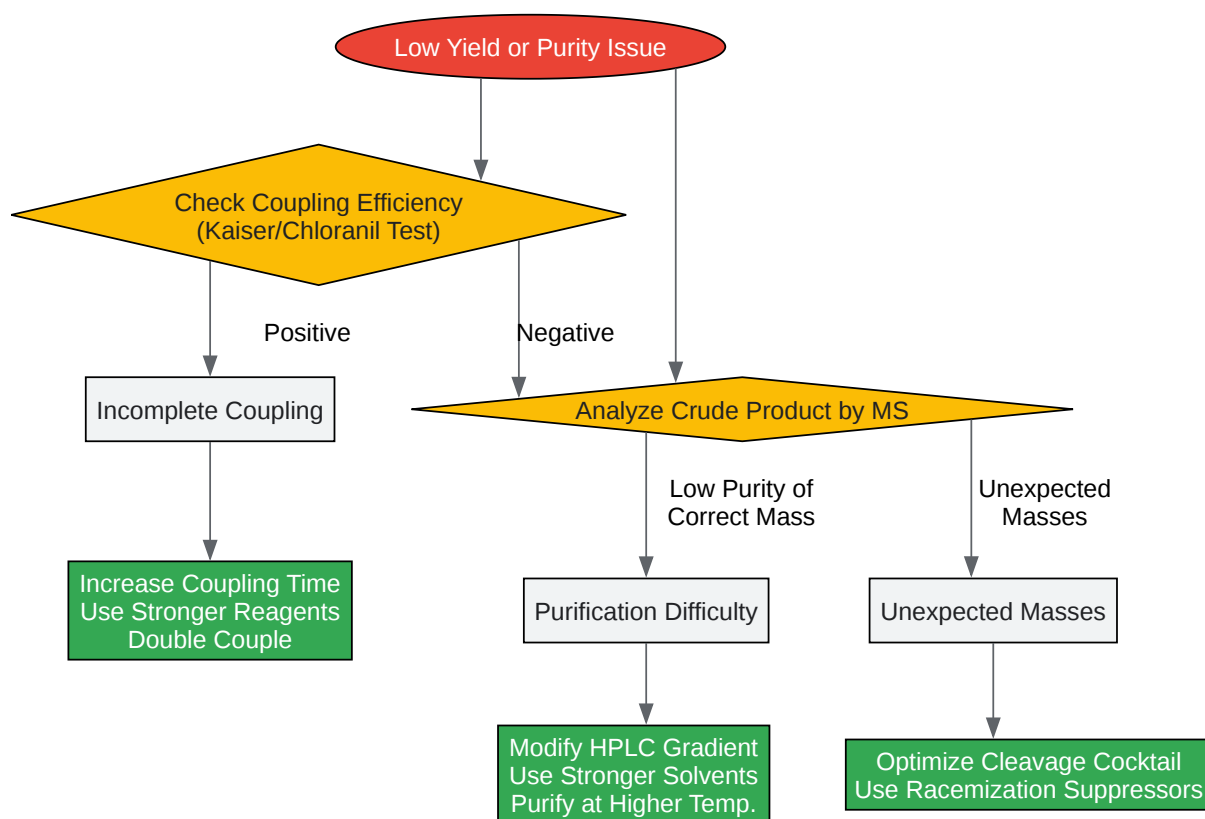 Low Yield or Purity Issue
Check Coupling Efficiency
(Kaiser/Chloranil Test)
Positive
Negative
Incomplete Coupling
Analyze Crude Product by MS
Low Purity of
Correct Mass
Unexpected
Masses
Increase Coupling Time
Use Stronger Reagents
Double Couple
Purification Difficulty
Unexpected Masses
Modify HPLC Gradient
Use Stronger Solvents
Purify at Higher Temp.
Optimize Cleavage Cocktail
Use Racemization Suppressors